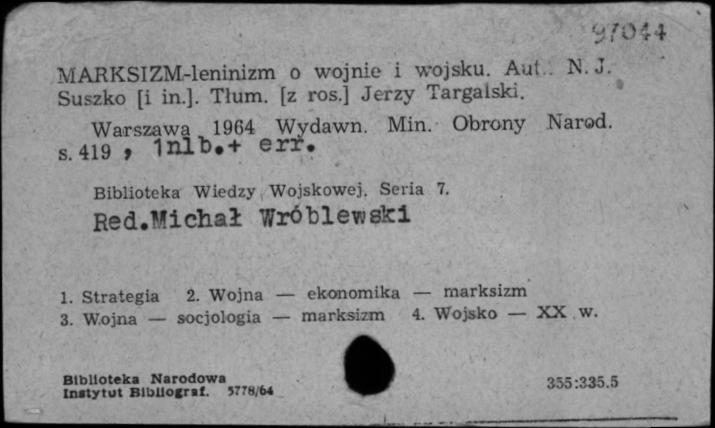 97044
MARKSIZM-leninizm o wojnie i wojsku. Aut.: N. J.
Suszko [i in.]. Tłum. [z ros.] Jerzy Targalski.
Warszawa 1964 Wydawn. Min. Obrony Narod.
s. 419 , 1nlb.+ err.
Biblioteka Wiedzy Wojskowej. Seria 7.
Red.Michał Wróblewski
1. Strategia 2. Wojna — ekonomika — marksizm
3. Wojna — socjologia — marksizm 4. Wojsko — XX w.
Biblioteka Narodowa
Instytut Bibliograf. 5778/64
355:335.5